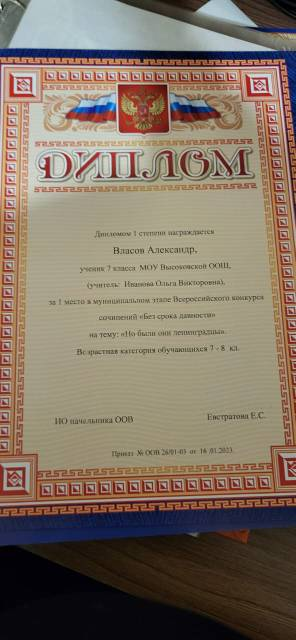 ДИПЛОМ
Дипломом 1 степени награждается
Власов Александр,
ученик 7 класса МОУ Высоковской ООШ,
(учитель: Иванова Ольга Викторовна),
за 1 место в муниципальном этапе Всероссийского конкурса
сочинений «Без срока давности»
на тему: «Но были они ленинградцы».
Возрастная категория обучающихся 7 - 8 кл.
ИО начальника ООВ Евстратова Е.С.
Приказ № ООВ 26/01-03 от 16 .01.2023.